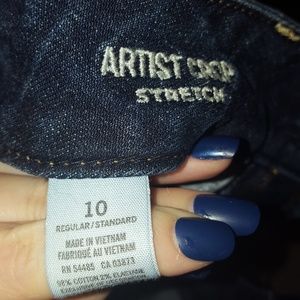 ARTIST CROP
STRETCH
10
REGULAR/STANDARD
MADE IN VIETNAM
FABRIQUÉ AU VIETNAM
RN 54485 CA 03873
98% COTTON 2% ELASTANE